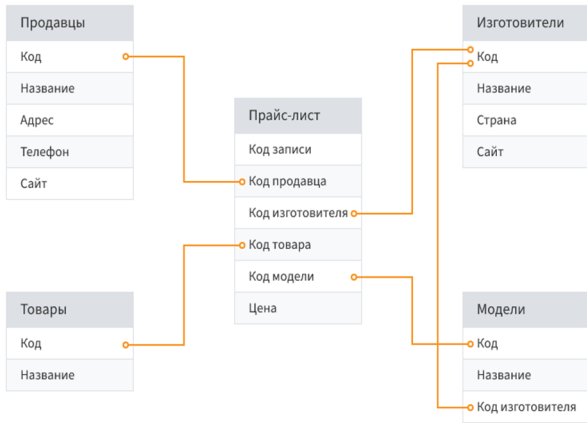 Продавцы
Код
Название
Адрес
Телефон
Сайт
Прайс-лист
Код записи
Код продавца
Код изготовителя
Код товара
Код модели
Цена
Изготовители
Код
Название
Страна
Сайт
Товары
Код
Название
Модели
Код
Название
Код изготовителя